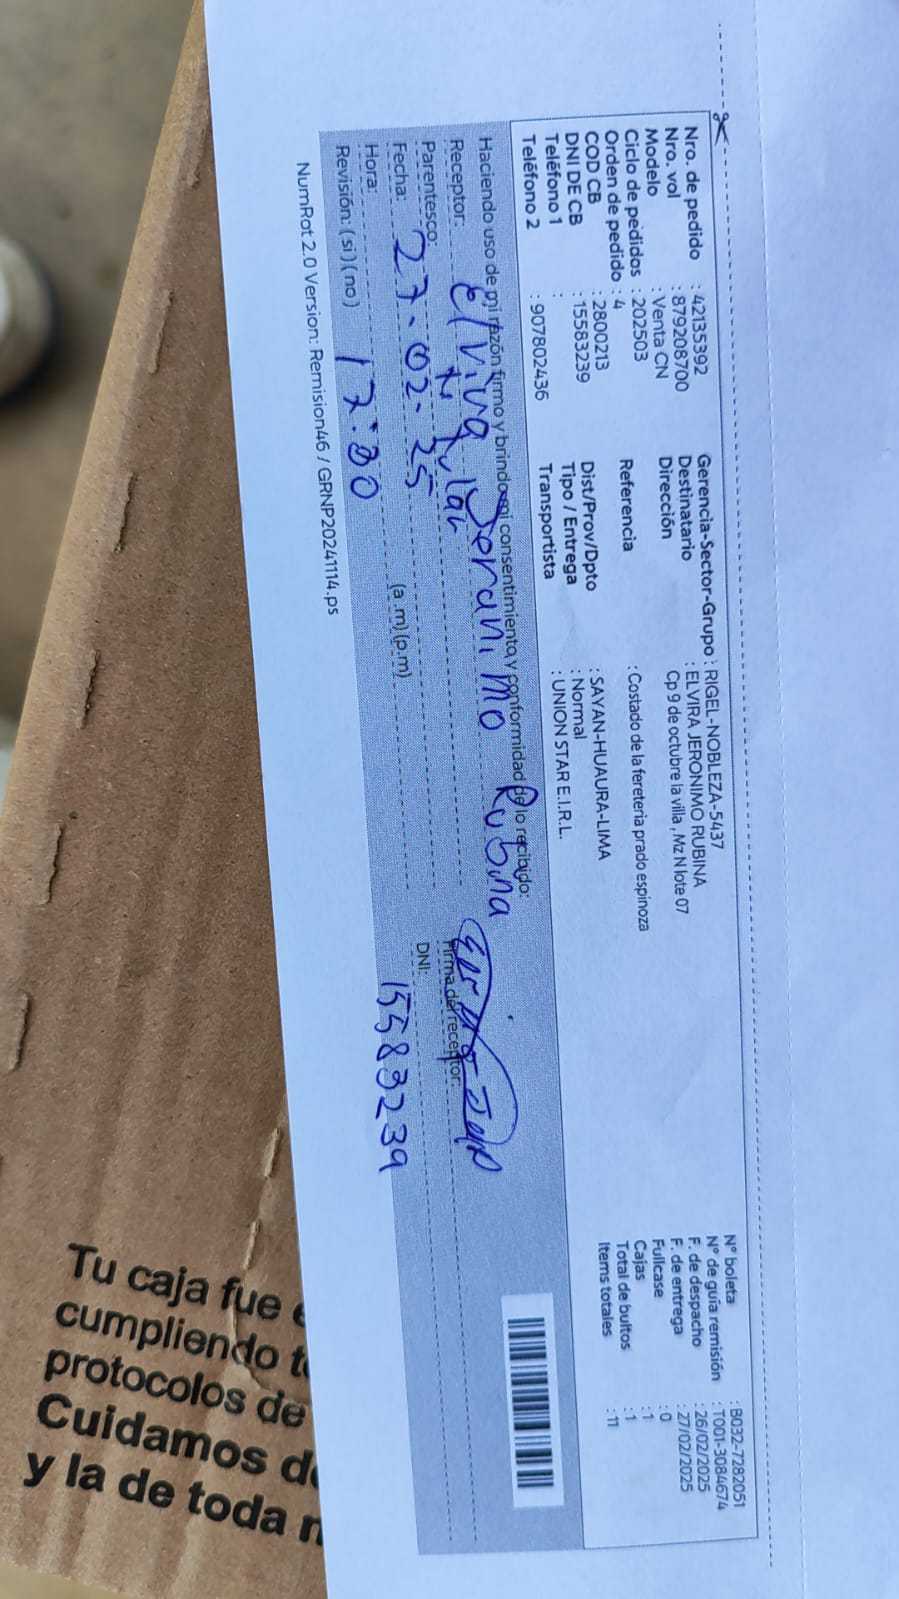 Nro. de pedido : 42135392
Nro. vol : 879208700
Modelo : Venta CN
Ciclo de pedidos : 202503
Orden de pedido : 4
COD CB : 2800213
DNI DE CB : 15583239
Teléfono 1 :
Teléfono 2 : 907802436
Gerencia-Sector-Grupo : RIGEL-NOBLEZA-5437
Destinatario : ELVIRA JERONIMO RUBINA
Dirección Cp 9 de octubre la villa , Mz N lote 07
Referencia : Costado de la fereteria prado espinoza
Dist/Prov/Dpto : SAYAN-HUAURA-LIMA
Tipo / Entrega : Normal
Transportista : UNION STAR E.I.R.L.
N° boleta : B032-7282051
N° de guía remisión : T001-3084674
F. de despacho : 26/02/2025
F. de entrega : 27/02/2025
Fullcase : 0
Cajas : 1
Total de bultos : 1
Items totales : 11
Haciendo uso de mi razón firmo y brindo mi consentimiento y conformidad de lo recibido:
Receptor: Elvira Jeranimo Rubina
Parentesco: titular
Fecha: 27-02-25
Hora: 17:30 (a.m) (p.m)
Revisión: (si) (no)
Firma del receptor:
DNI: 15583239
NumRot 2.0 Version: Remision46 / GRNP20241114.ps
Tu caja fue
cumpliendo
protocolos de
Cuidamos
y la de toda